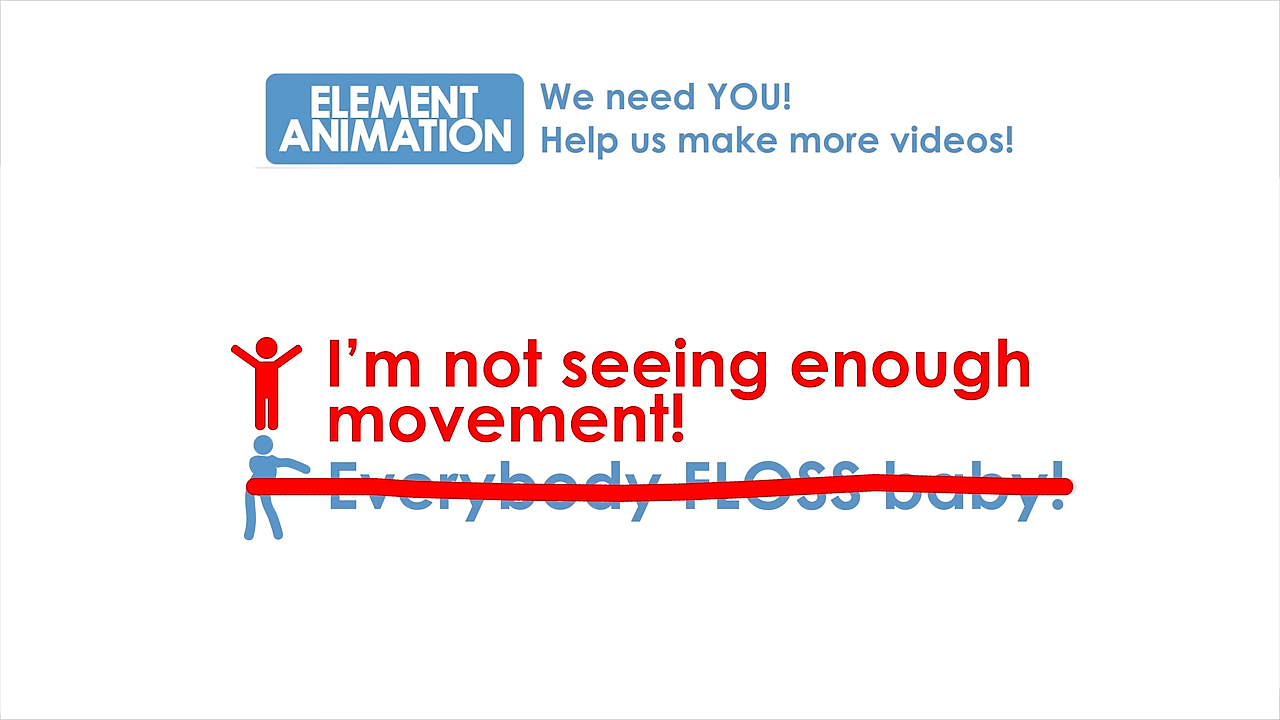 ELEMENT
ANIMATION
We need YOU!
Help us make more videos!
I'm not seeing enough
movement!
Everybody FLOSS baby!